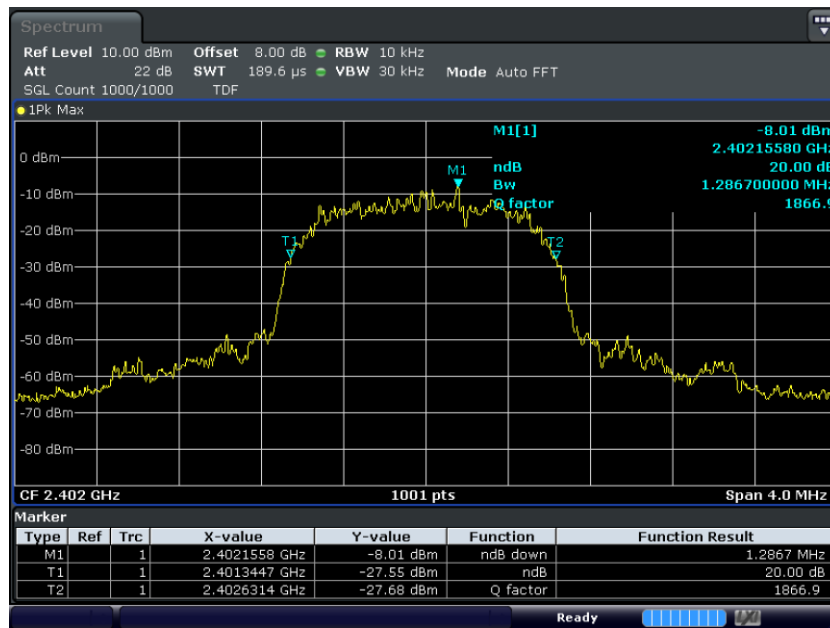 Spectrum
Ref Level 10.00 dBm Offset 8.00 dB RBW 10 kHz
Att 22 dB SWT 189.6 µs VBW 30 kHz Mode Auto FFT
SGL Count 1000/1000 TDF
1Pk Max
M1[1] -8.01 dBm
2.40215580 GHz
0 dBm
M1 ndB 20.00 dB
Bw 1.286700000 MHz
-10 dBm
Q factor 1866.9
-20 dBm
T1 T2
-30 dBm
-40 dBm
-50 dBm
-60 dBm
-70 dBm
-80 dBm
CF 2.402 GHz 1001 pts Span 4.0 MHz
Marker
Type Ref Trc X-value Y-value Function Function Result
M1 1 2.4021558 GHz -8.01 dBm ndB down 1.2867 MHz
T1 1 2.4013447 GHz -27.55 dBm ndB 20.00 dB
T2 1 2.4026314 GHz -27.68 dBm Q factor 1866.9
Ready